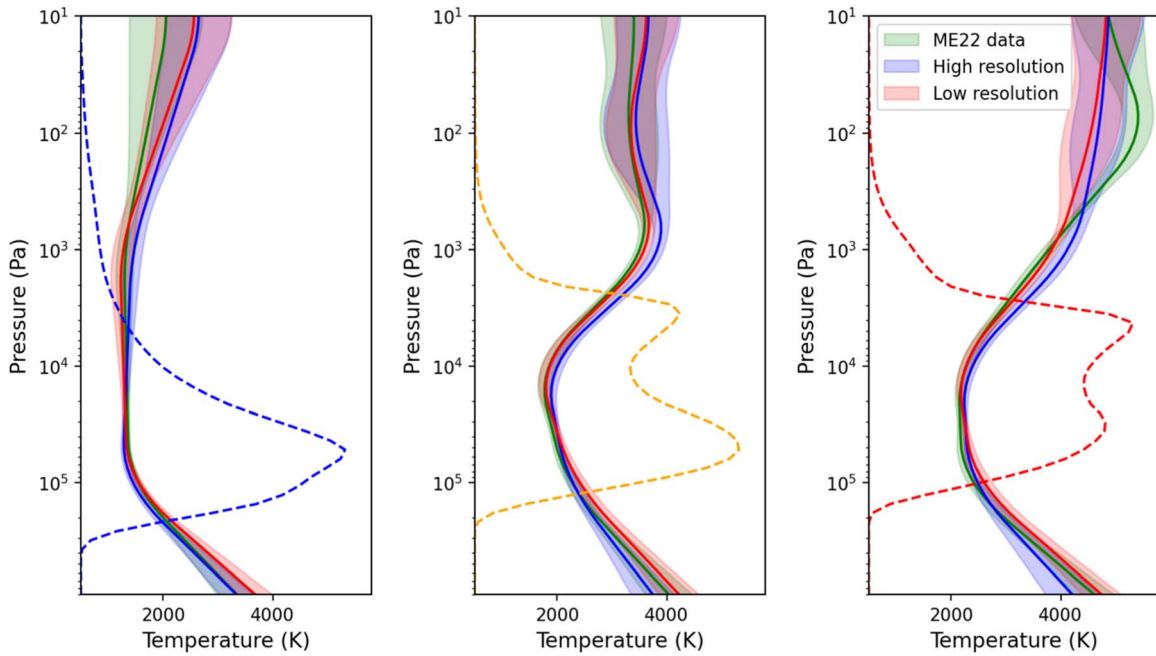 10¹
10²
10³
10⁴
10⁵
Pressure (Pa)
2000 4000
Temperature (K)
10¹
10²
10³
10⁴
10⁵
Pressure (Pa)
2000 4000
Temperature (K)
10¹
10²
10³
10⁴
10⁵
Pressure (Pa)
2000 4000
Temperature (K)
ME22 data
High resolution
Low resolution